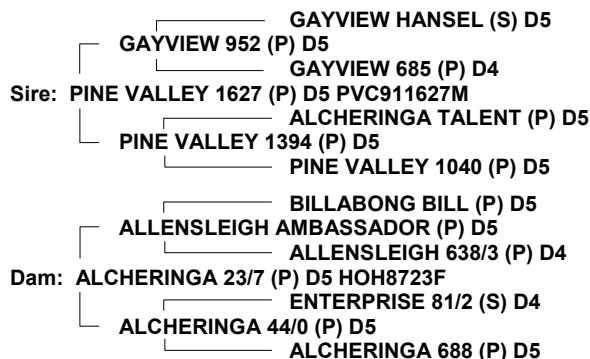 GAYVIEW HANSEL (S) D5
GAYVIEW 952 (P) D5
GAYVIEW 685 (P) D4
Sire: PINE VALLEY 1627 (P) D5 PVC911627M
ALCHERINGA TALENT (P) D5
PINE VALLEY 1394 (P) D5
PINE VALLEY 1040 (P) D5
BILLABONG BILL (P) D5
ALLENSLEIGH AMBASSADOR (P) D5
ALLENSLEIGH 638/3 (P) D4
Dam: ALCHERINGA 23/7 (P) D5 HOH8723F
ENTERPRISE 81/2 (S) D4
ALCHERINGA 44/0 (P) D5
ALCHERINGA 688 (P) D5